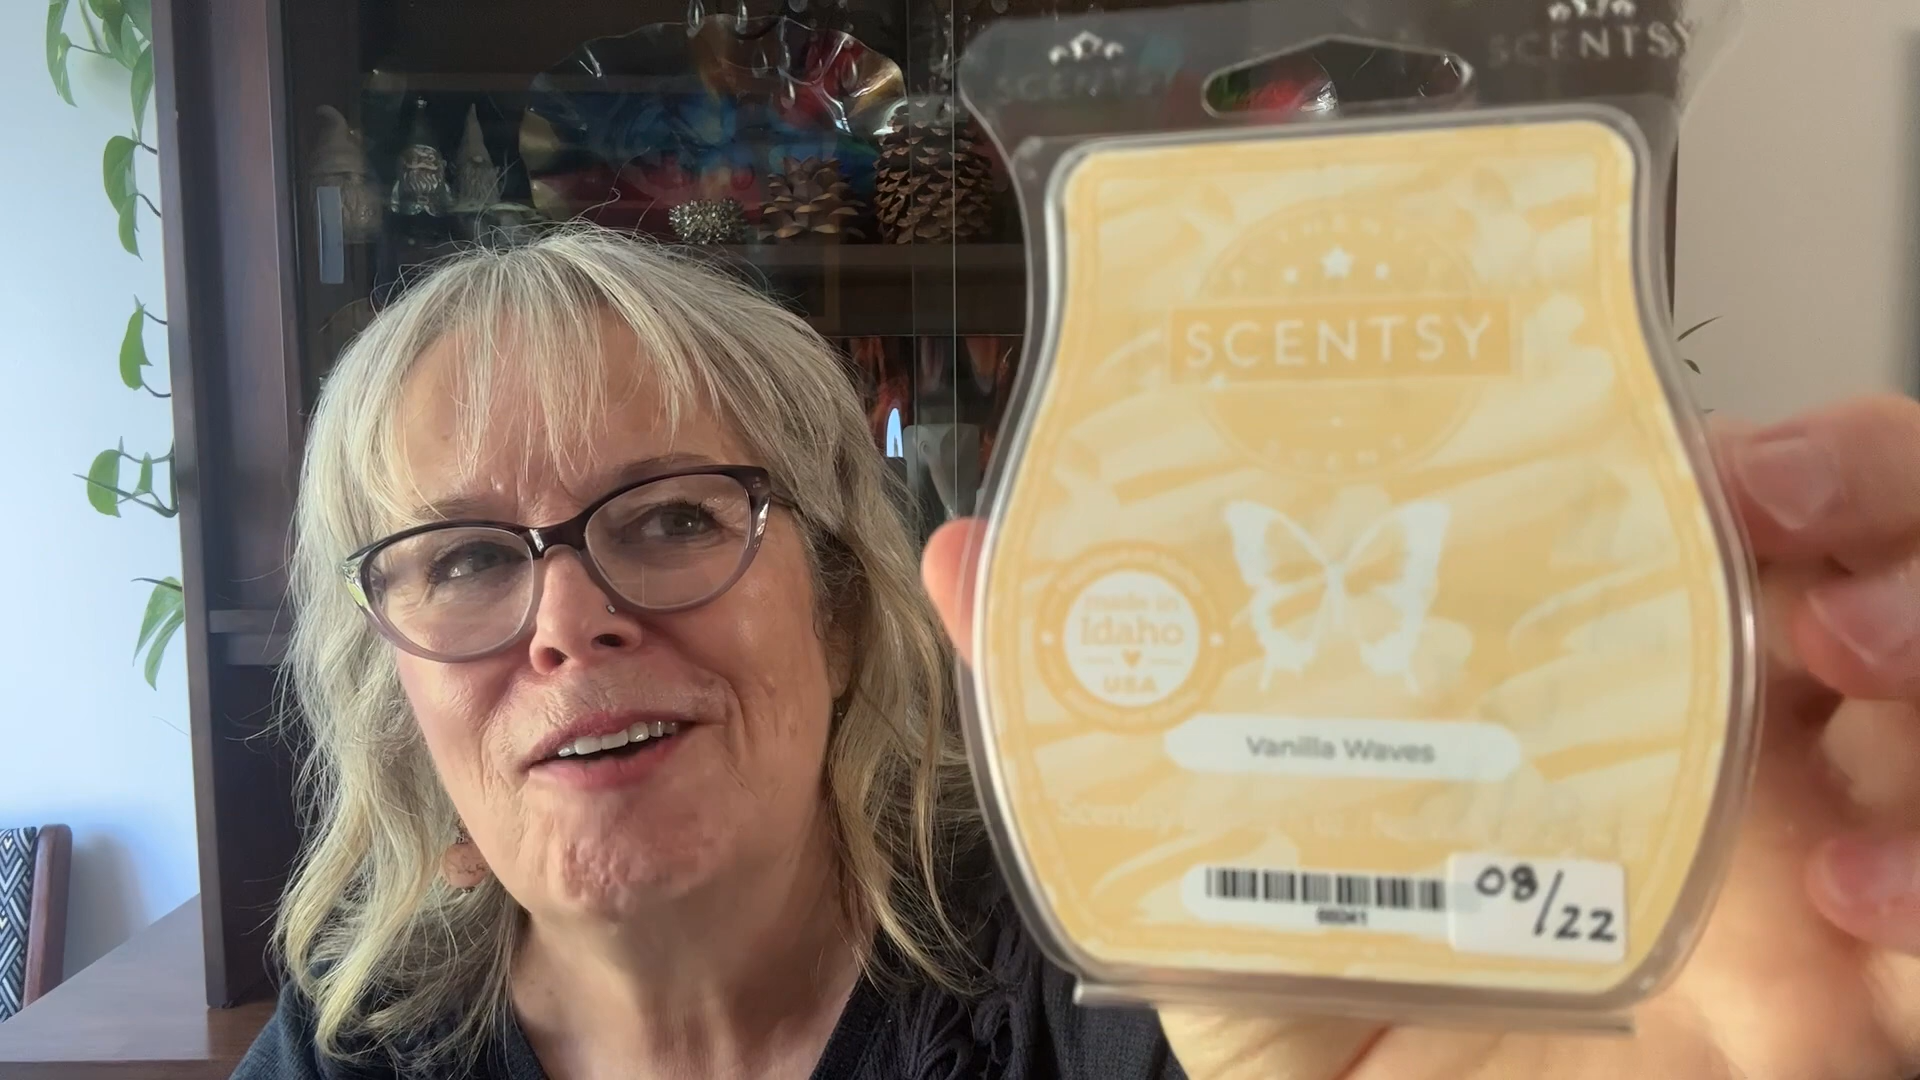 SCENTSY
SCENTSY
SCENTSY
made in
Idaho
USA
Vanilla Waves
08/22